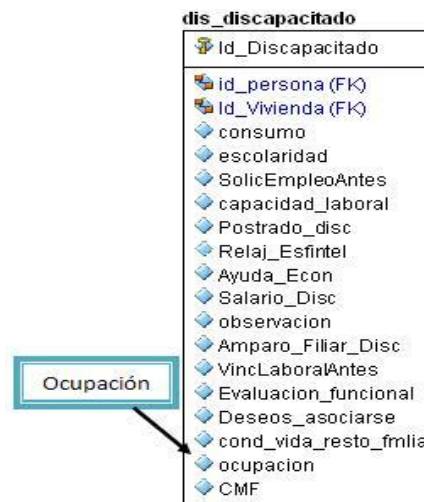 dis_discapacitado
Id_Discapacitado
id_persona (FK)
Id_Vivienda (FK)
consumo
escolaridad
SolicEmpleoAntes
capacidad_laboral
Postrado_disc
Relaj_Esfintel
Ayuda_Econ
Salario_Disc
observacion
Amparo_Filiar_Disc
VincLaboralAntes
Evaluacion_funcional
Deseos_asociarse
cond_vida_resto_fmlia
ocupacion
CMF
Ocupación